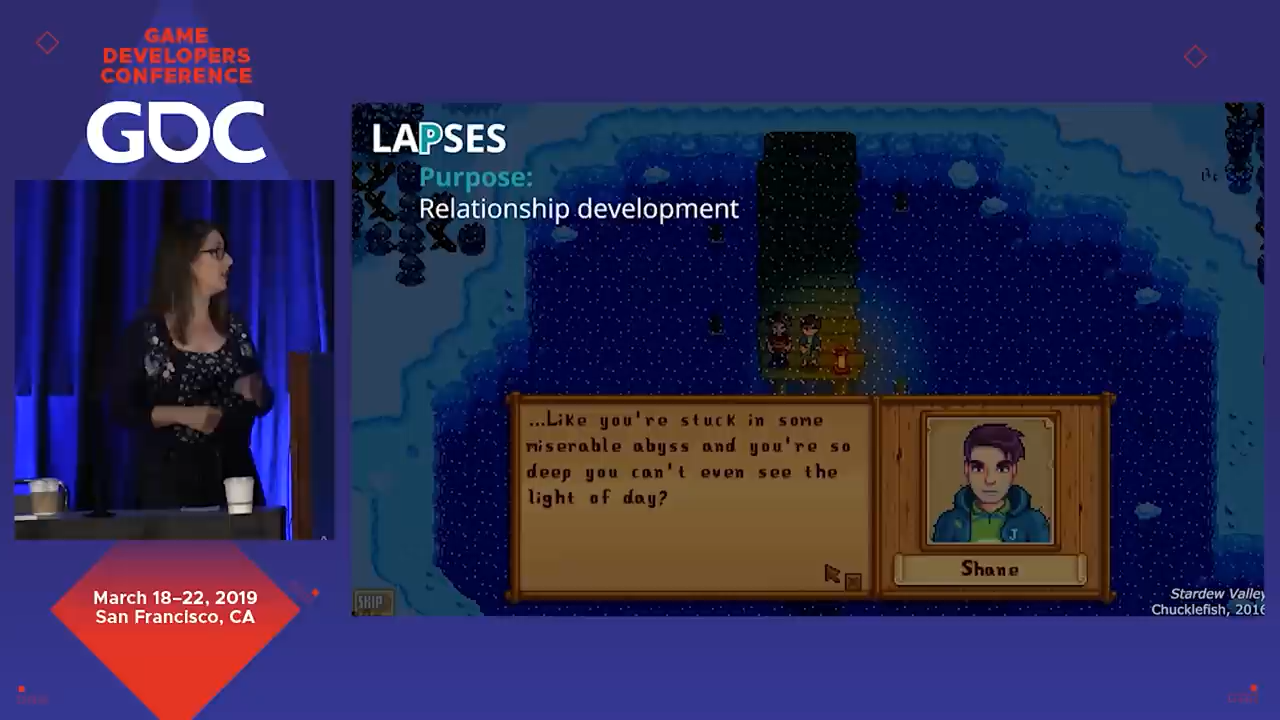 GAME
DEVELOPERS
CONFERENCE
GDC
LAPSES
Purpose:
Relationship development
...Like you're stuck in some
miserable abyss and you're so
deep you can't even see the
light of day?
J
Shane
SKIP
Stardew Valley
Chucklefish, 2016
March 18–22, 2019
San Francisco, CA